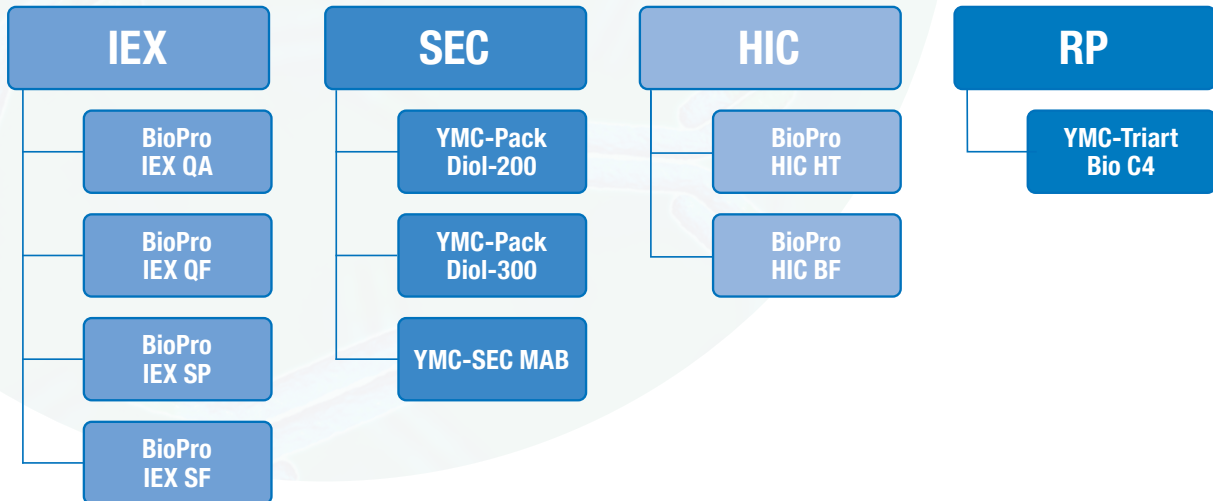 IEX
BioPro
IEX QA
BioPro
IEX QF
BioPro
IEX SP
BioPro
IEX SF
SEC
YMC-Pack
Diol-200
YMC-Pack
Diol-300
YMC-SEC MAB
HIC
BioPro
HIC HT
BioPro
HIC BF
RP
YMC-Triart
Bio C4